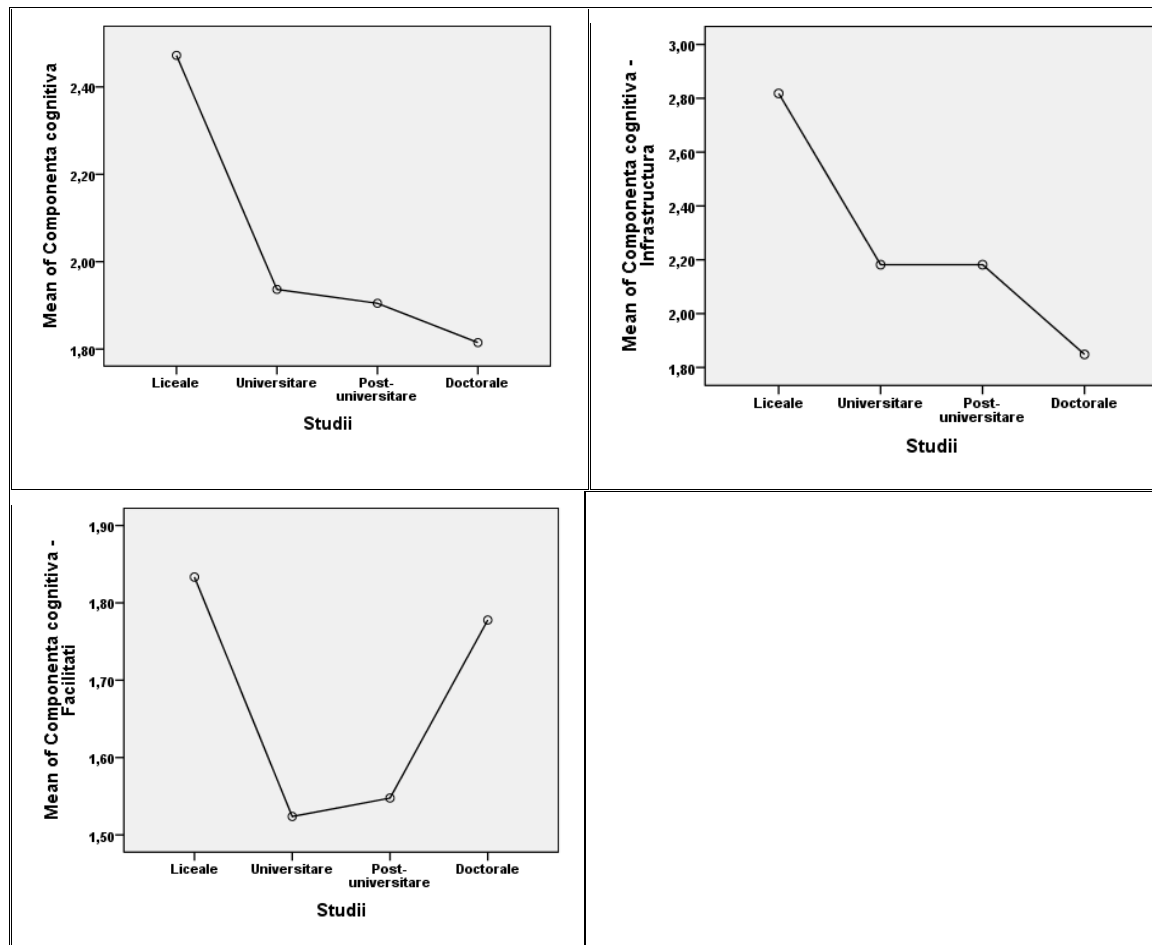 Mean of Componenta cognitiva
2,40
2,20
2,00
1,80
Liceale
Universitare
Post-
universitare
Doctorale
Studii
Mean of Componenta cognitiva -
Infrastructura
3,00
2,80
2,60
2,40
2,20
2,00
1,80
Liceale
Universitare
Post-
universitare
Doctorale
Studii
Mean of Componenta cognitiva -
Facilitati
1,90
1,80
1,70
1,60
1,50
Liceale
Universitare
Post-
universitare
Doctorale
Studii